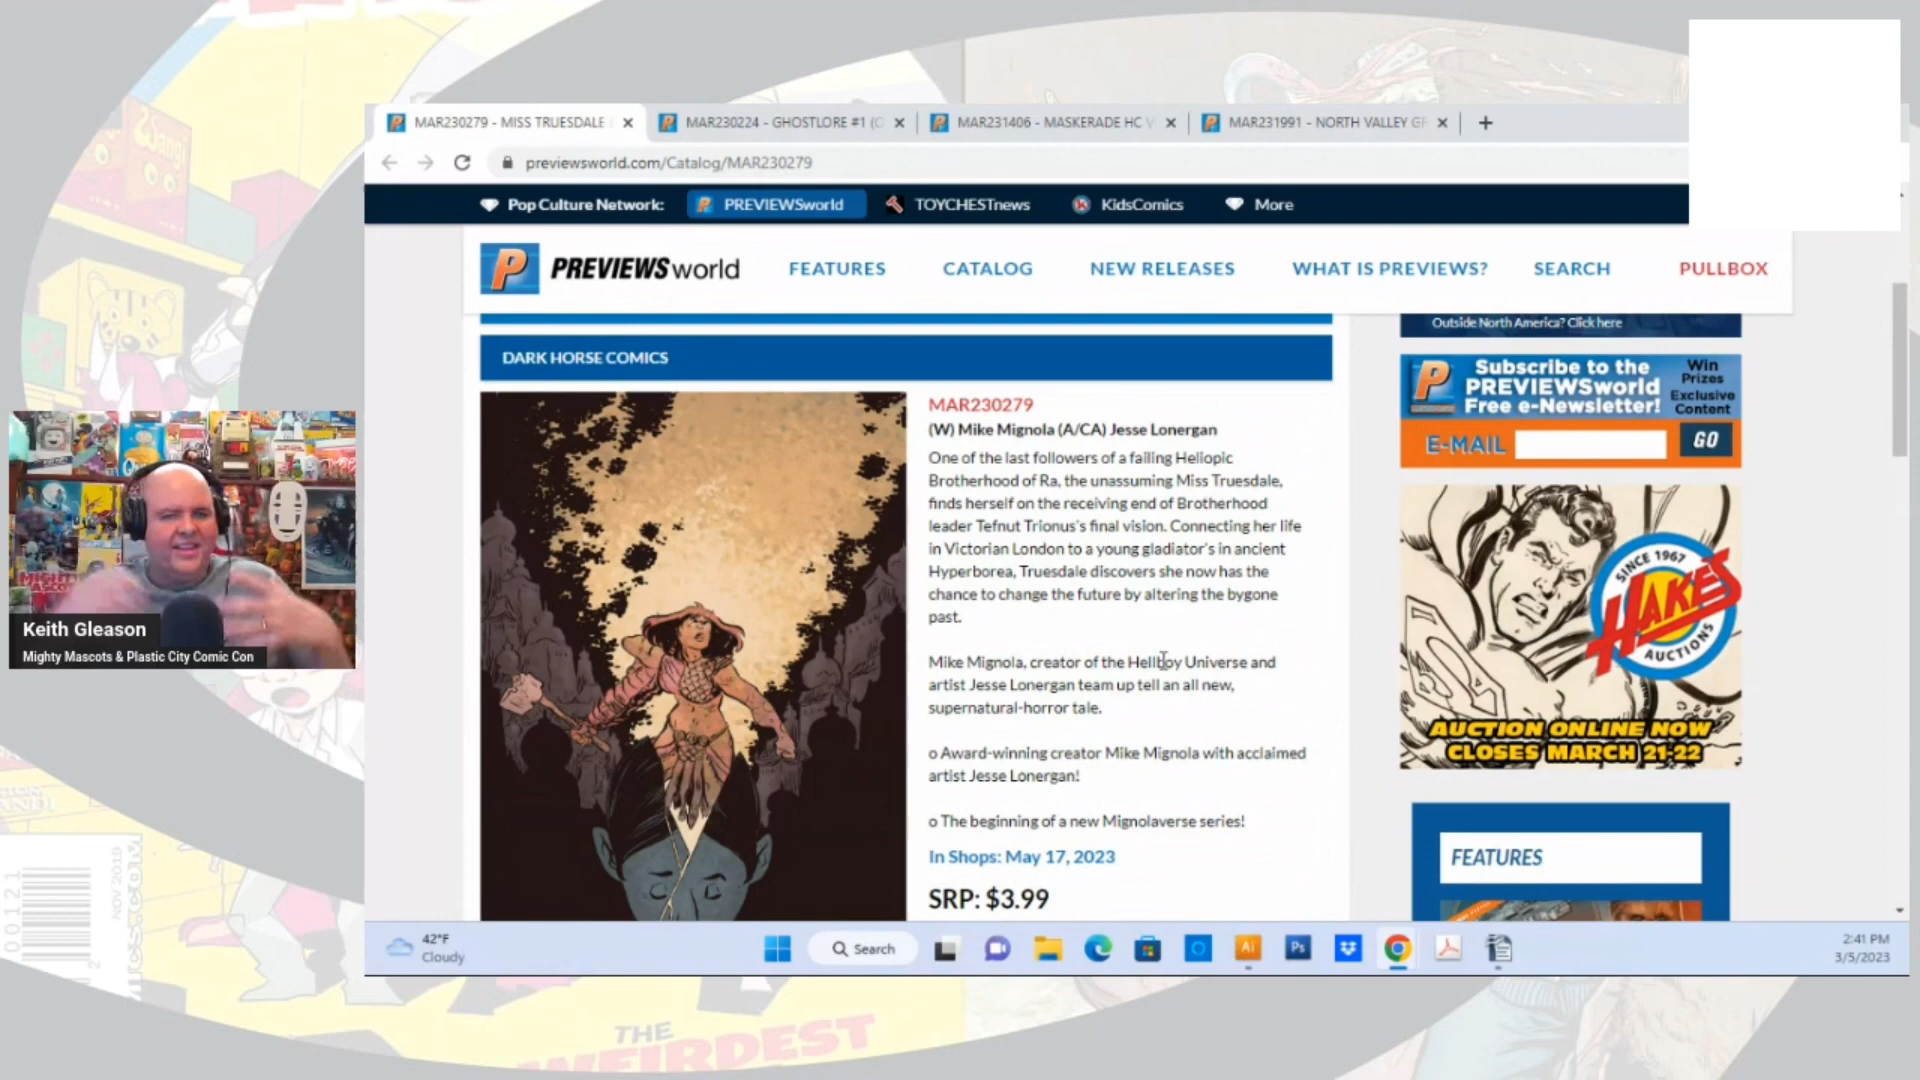 MAR230279 - MISS TRUESDALE
MAR230224 - GHOSTLORE #1 (
MAR231406 - MASKERADE HC
MAR231991 - NORTH VALLEY
previewsworld.com/Catalog/MAR230279
Pop Culture Network:
PREVIEWSworld
TOYCHESTnews
KidsComics
More
P
PREVIEWSworld
FEATURES
CATALOG
NEW RELEASES
WHAT IS PREVIEWS?
SEARCH
PULLBOX
DARK HORSE COMICS
MAR230279
(W) Mike Mignola (A/CA) Jesse Lonergan
One of the last followers of a failing Heliopic
Brotherhood of Ra, the unassuming Miss Truesdale,
finds herself on the receiving end of Brotherhood
leader Tefnut Trionus's final vision. Connecting her life
in Victorian London to a young gladiator's in ancient
Hyperborea, Truesdale discovers she now has the
chance to change the future by altering the bygone
past.
Mike Mignola, creator of the Hellboy Universe and
artist Jesse Lonergan team up tell an all new,
supernatural-horror tale.
o Award-winning creator Mike Mignola with acclaimed
artist Jesse Lonergan!
o The beginning of a new Mignolaverse series!
In Shops: May 17, 2023
SRP: $3.99
Outside North America? Click here
Subscribe to the
PREVIEWSworld
Free e-Newsletter!
Win
Prizes
Exclusive
Content
E-MAIL
GO
SINCE 1967
HAKE'S
AUCTIONS
AUCTION ONLINE NOW
CLOSES MARCH 21-22
FEATURES
Keith Gleason
Mighty Mascots & Plastic City Comic Con
42°F
Cloudy
Search
Ai
Ps
2:41 PM
3/5/2023
00121
2
NOV 2019
THE
WEIRDEST